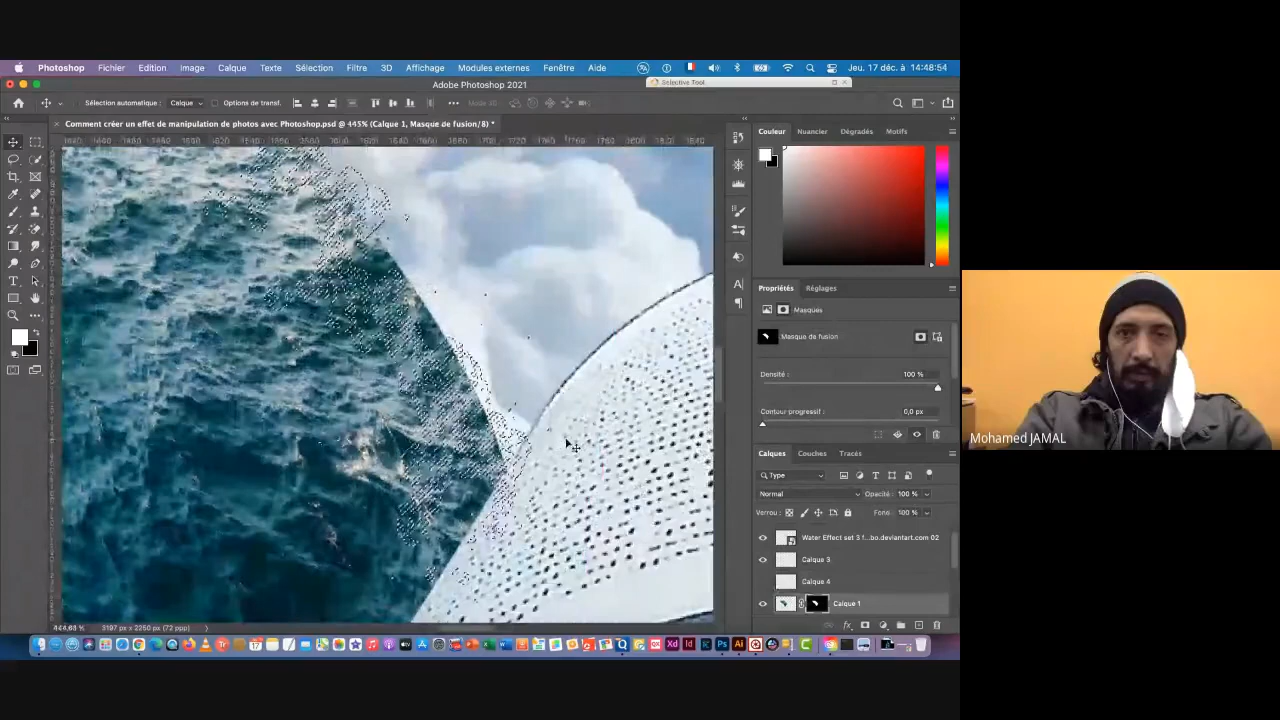 Photoshop Fichier Edition Image Calque Texte Sélection Filtre 3D Affichage Modules externes Fenêtre Aide Jeu. 17 déc. à 14:48:54
Adobe Photoshop 2021
Selective Tool
Sélection automatique : Calque Options de transf. ••• Mode 3D :
Comment créer un effet de manipulation de photos avec Photoshop.psd @ 445% (Calque 1, Masque de fusion/8) *
Couleur Nuancier Dégradés Motifs
Propriétés Réglages
Masques
Masque de fusion
Densité : 100 %
Contour progressif : 0,0 px
Calques Couches Tracés
Type
Normal Opacité : 100 %
Verrou : Fond : 100 %
Water Effect set 3 f...bo.deviantart.com 02
Calque 3
Calque 4
Calque 1
444,68 % 3197 px x 2250 px (72 ppp)
Mohamed JAMAL